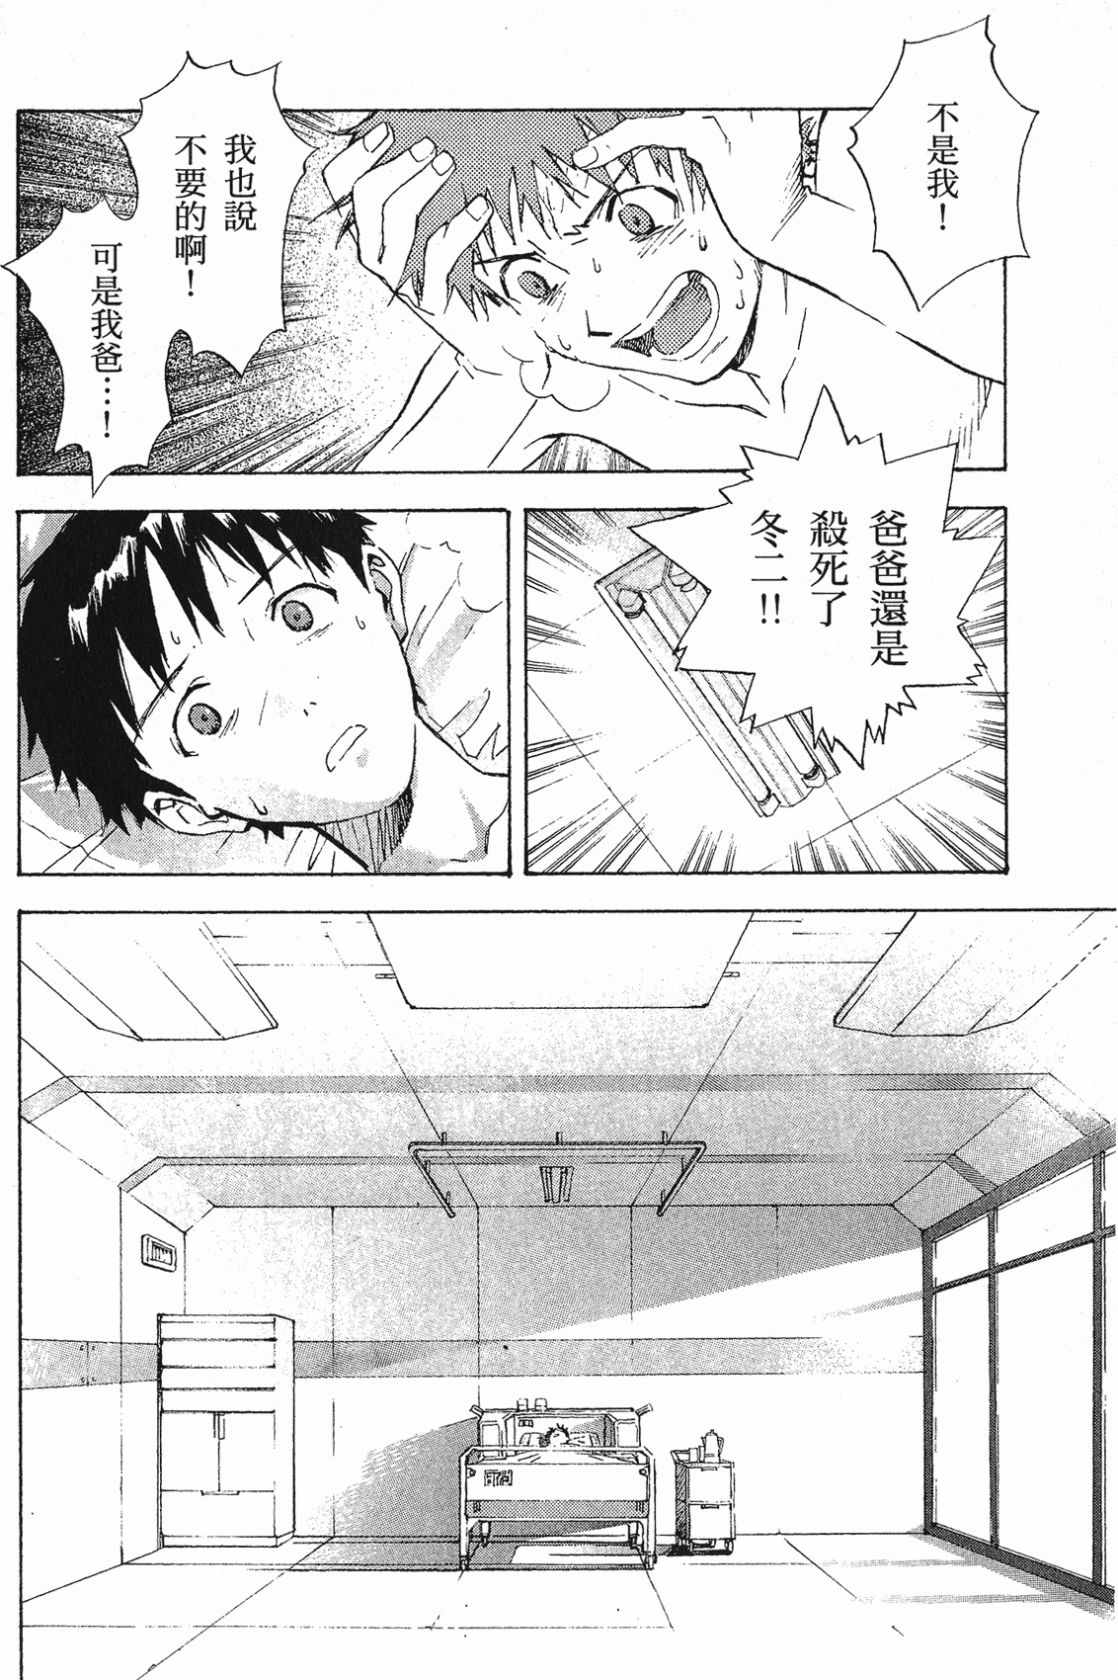 不是我！
我也說
不要的啊！
可是我爸…！
爸爸還是
殺死了
冬二！！